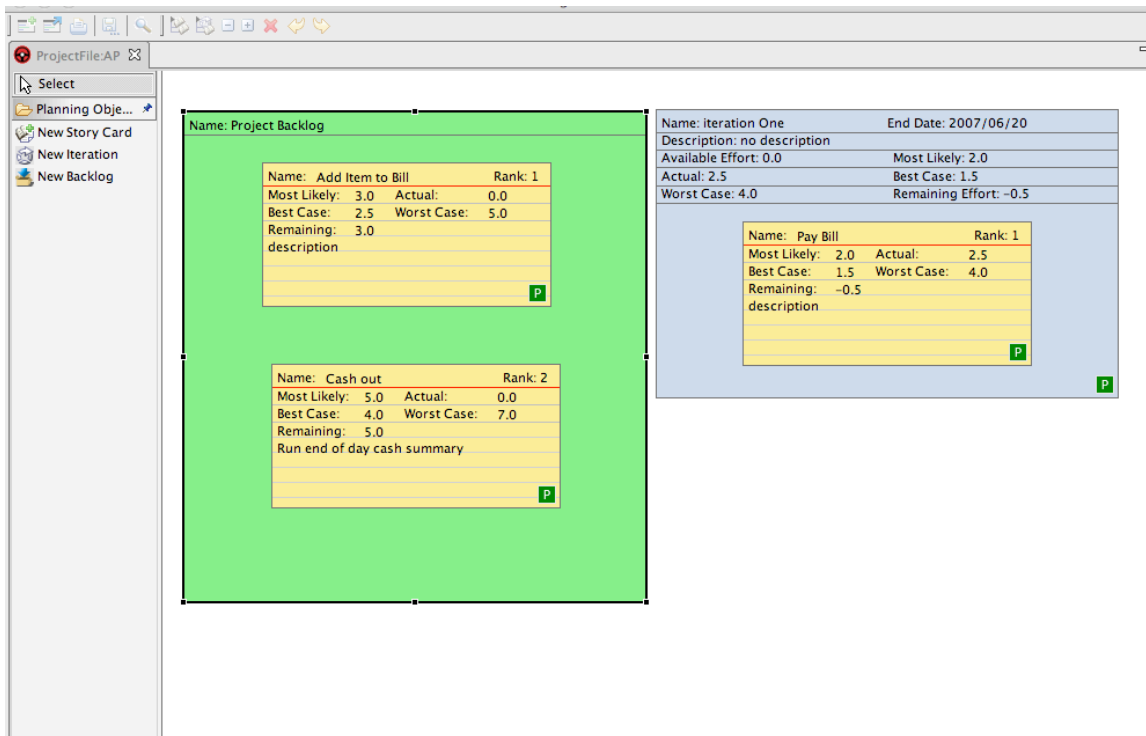 ProjectFile:AP
Select
Planning Obje...
New Story Card
New Iteration
New Backlog
Name: Project Backlog
Name: Add Item to Bill Rank: 1
Most Likely: 3.0 Actual: 0.0
Best Case: 2.5 Worst Case: 5.0
Remaining: 3.0
description
P
Name: Cash out Rank: 2
Most Likely: 5.0 Actual: 0.0
Best Case: 4.0 Worst Case: 7.0
Remaining: 5.0
Run end of day cash summary
P
Name: iteration One End Date: 2007/06/20
Description: no description
Available Effort: 0.0 Most Likely: 2.0
Actual: 2.5 Best Case: 1.5
Worst Case: 4.0 Remaining Effort: -0.5
Name: Pay Bill Rank: 1
Most Likely: 2.0 Actual: 2.5
Best Case: 1.5 Worst Case: 4.0
Remaining: -0.5
description
P
P